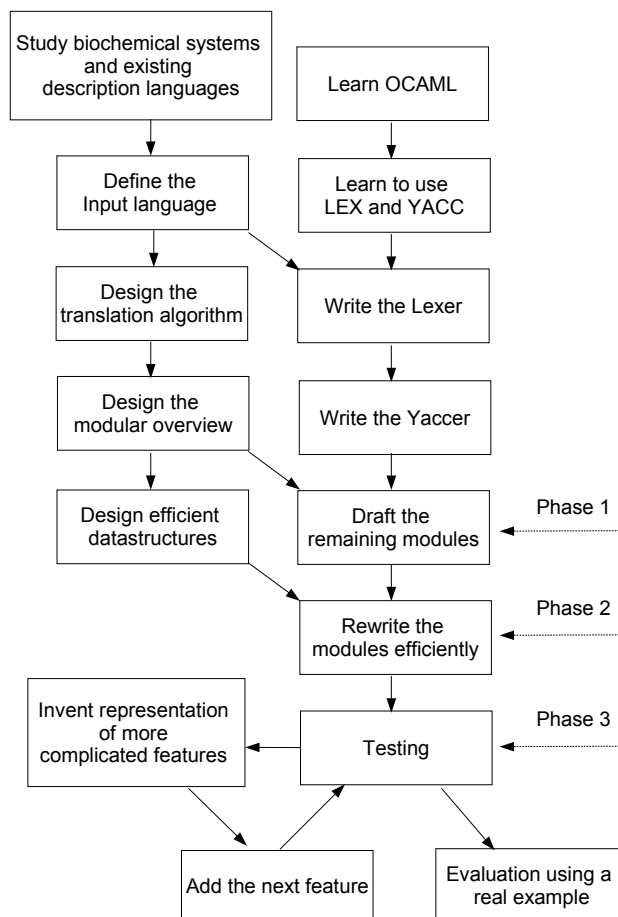 Study biochemical systems
and existing
description languages
Learn OCAML
Define the
Input language
Learn to use
LEX and YACC
Design the
translation algorithm
Write the Lexer
Design the
modular overview
Write the Yaccer
Design efficient
datastructures
Draft the
remaining modules
Phase 1
Rewrite the
modules efficiently
Phase 2
Invent representation
of more
complicated features
Testing
Phase 3
Add the next feature
Evaluation using a
real example